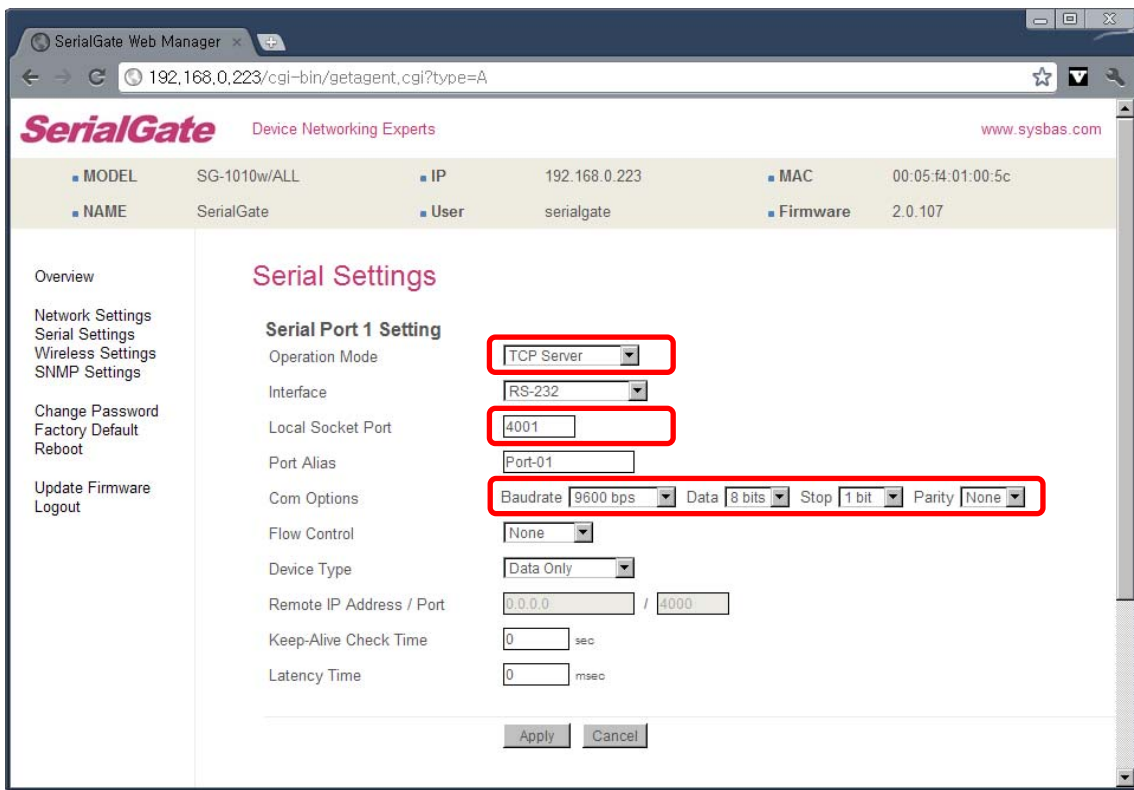 SerialGate Web Manager
192,168,0,223/cgi-bin/getagent,cgi?type=A
SerialGate Device Networking Experts www.sysbas.com
MODEL SG-1010w/ALL IP 192.168.0.223 MAC 00:05:f4:01:00:5c
NAME SerialGate User serialgate Firmware 2.0.107
Overview
Network Settings
Serial Settings
Wireless Settings
SNMP Settings
Change Password
Factory Default
Reboot
Update Firmware
Logout
Serial Settings
Serial Port 1 Setting
Operation Mode TCP Server
Interface RS-232
Local Socket Port 4001
Port Alias Port-01
Com Options Baudrate 9600 bps Data 8 bits Stop 1 bit Parity None
Flow Control None
Device Type Data Only
Remote IP Address / Port 0.0.0.0 / 4000
Keep-Alive Check Time 0 sec
Latency Time 0 msec
Apply Cancel